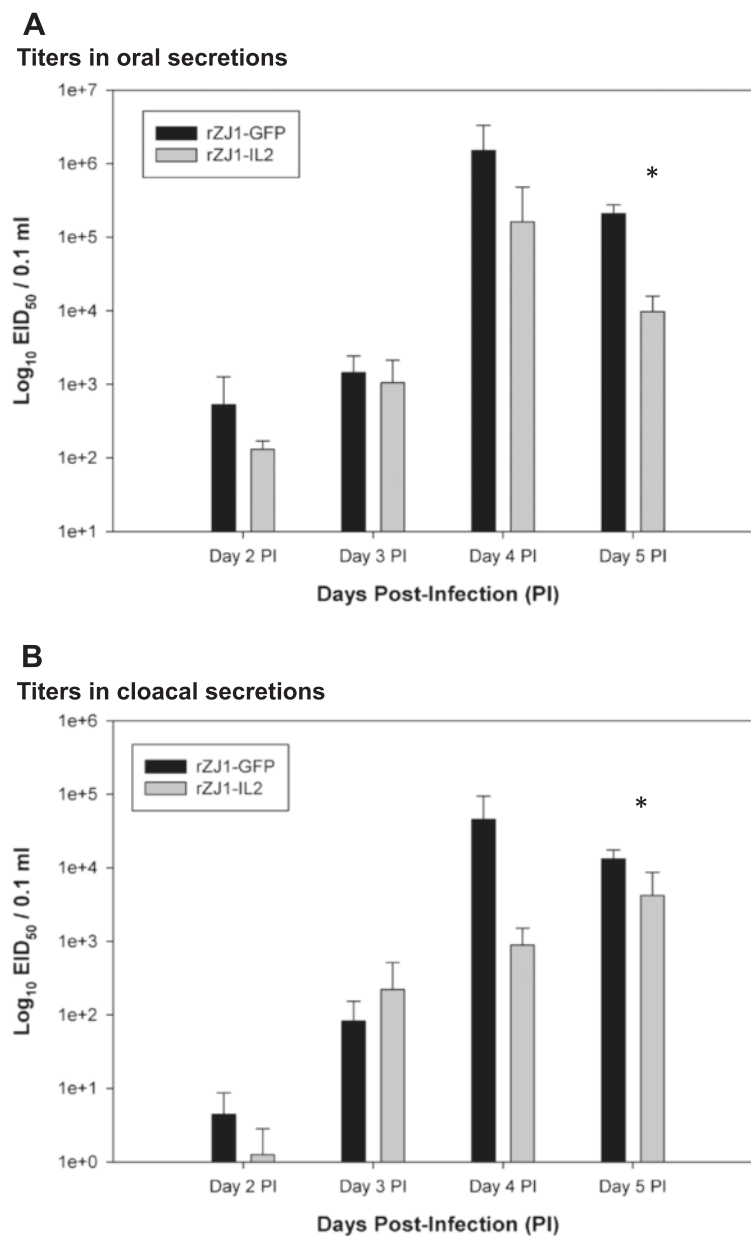 A
Titers in oral secretions
1e+7
1e+6
1e+5
1e+4
1e+3
1e+2
1e+1
Log₁₀ EID₅₀ / 0.1 ml
rZJ1-GFP
rZJ1-IL2
*
Day 2 PI Day 3 PI Day 4 PI Day 5 PI
Days Post-Infection (PI)
B
Titers in cloacal secretions
1e+6
1e+5
1e+4
1e+3
1e+2
1e+1
1e+0
Log₁₀ EID₅₀ / 0.1 ml
rZJ1-GFP
rZJ1-IL2
*
Day 2 PI Day 3 PI Day 4 PI Day 5 PI
Days Post-Infection (PI)